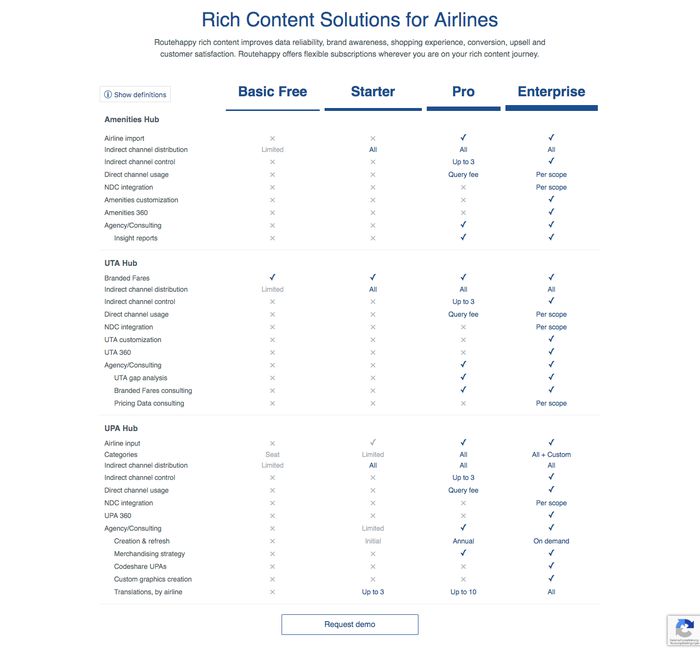 Rich Content Solutions for Airlines
Routehappy rich content improves data reliability, brand awareness, shopping experience, conversion, upsell and
customer satisfaction. Routehappy offers flexible subscriptions wherever you are on your rich content journey.
Show definitions Basic Free Starter Pro Enterprise
Amenities Hub
Airline import × × ✓ ✓
Indirect channel distribution Limited All All All
Indirect channel control × × Up to 3 ✓
Direct channel usage × × Query fee Per scope
NDC integration × × × Per scope
Amenities customization × × × ✓
Amenities 360 × × × ✓
Agency/Consulting × × ✓ ✓
Insight reports × × ✓ ✓
UTA Hub
Branded Fares ✓ ✓ ✓ ✓
Indirect channel distribution Limited All All All
Indirect channel control × × Up to 3 ✓
Direct channel usage × × Query fee Per scope
NDC integration × × × Per scope
UTA customization × × × ✓
UTA 360 × × × ✓
Agency/Consulting × × ✓ ✓
UTA gap analysis × × ✓ ✓
Branded Fares consulting × × ✓ ✓
Pricing Data consulting × × × Per scope
UPA Hub
Airline input × ✓ ✓ ✓
Categories Seat Limited All All + Custom
Indirect channel distribution Limited All All All
Indirect channel control × × Up to 3 ✓
Direct channel usage × × Query fee ✓
NDC integration × × × Per scope
UPA 360 × × × ✓
Agency/Consulting × Limited ✓ ✓
Creation & refresh × Initial Annual On demand
Merchandising strategy × × ✓ ✓
Codeshare UPAs × × × ✓
Custom graphics creation × × × ✓
Translations, by airline × Up to 3 Up to 10 All
Request demo